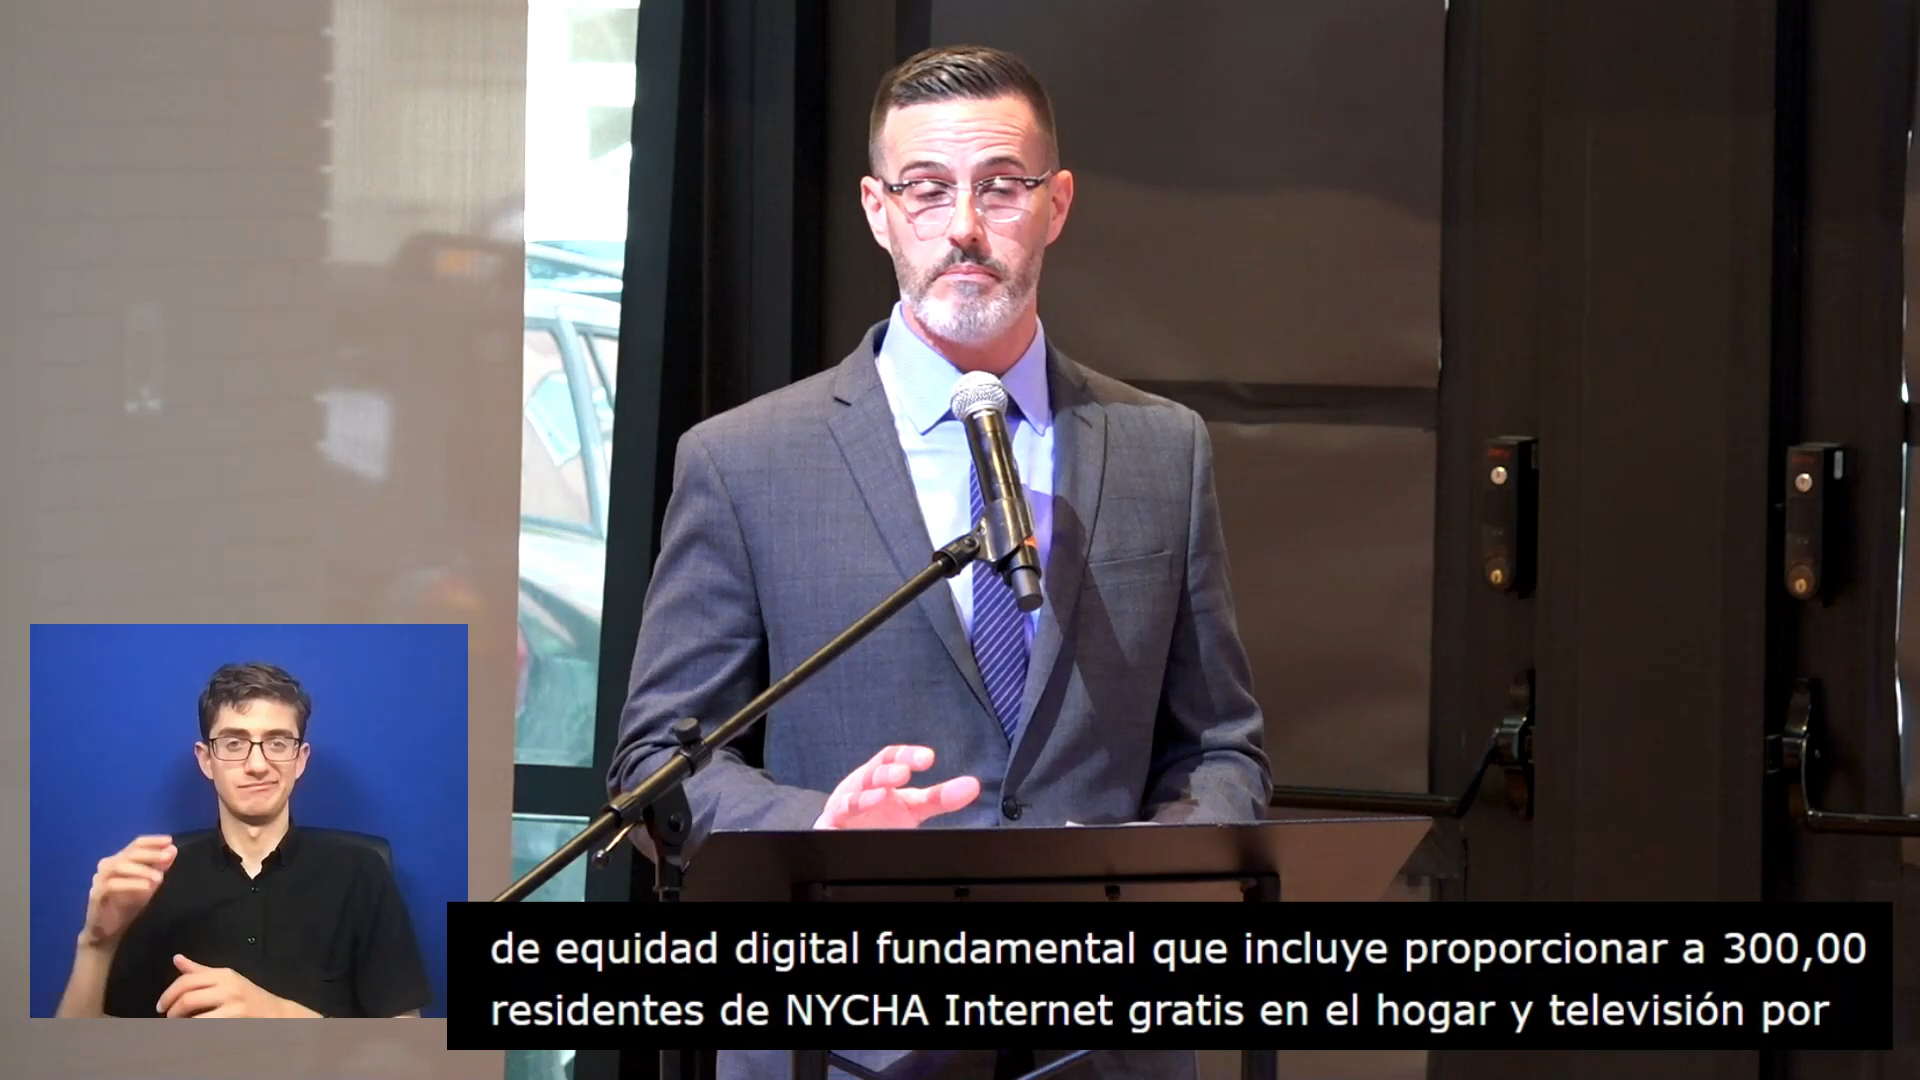 de equidad digital fundamental que incluye proporcionar a 300,00
residentes de NYCHA Internet gratis en el hogar y televisión por